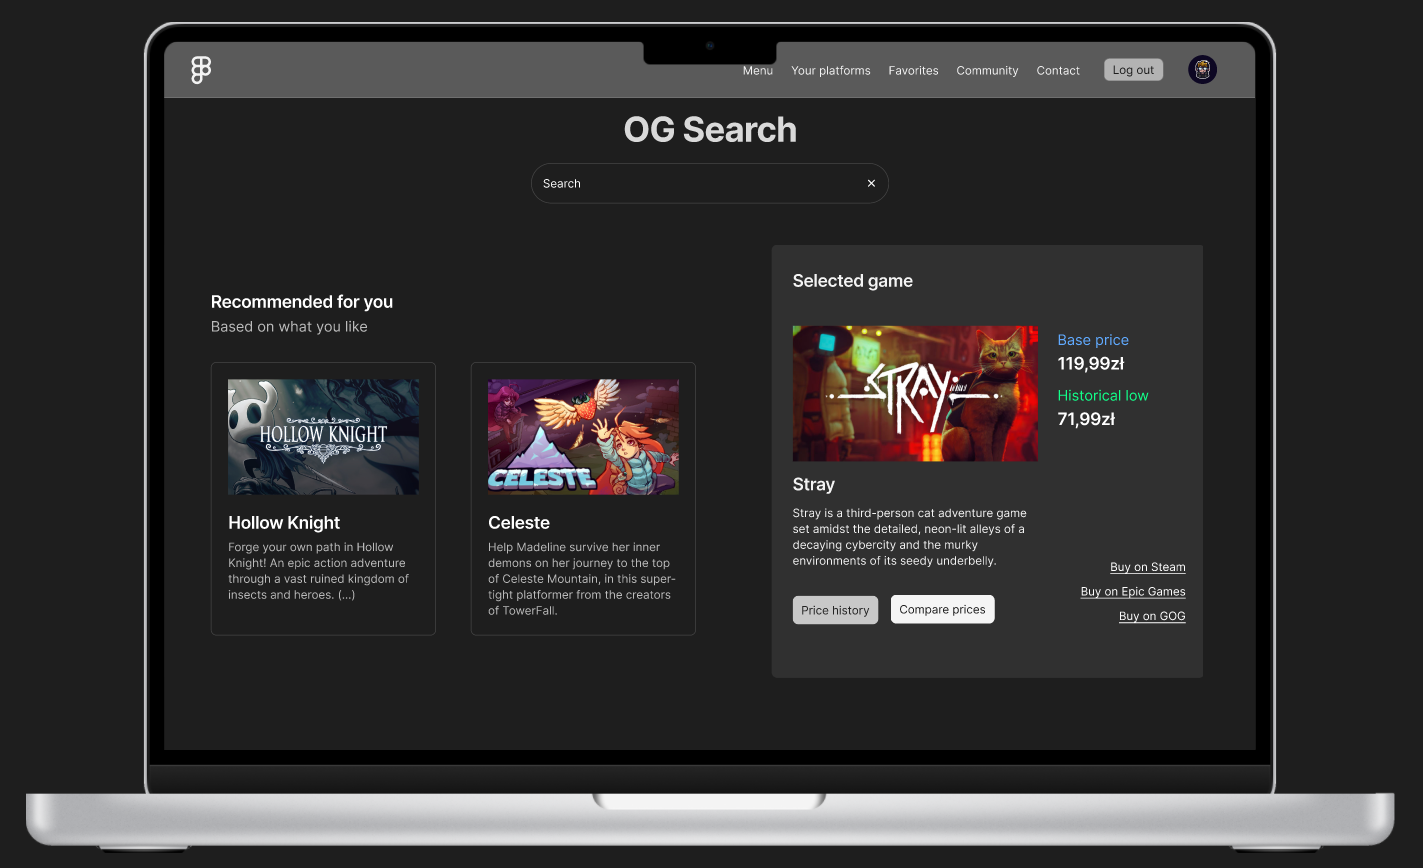 Menu Your platforms Favorites Community Contact Log out
OG Search
Search
Recommended for you
Based on what you like
HOLLOW KNIGHT
Hollow Knight
Forge your own path in Hollow
Knight! An epic action adventure
through a vast ruined kingdom of
insects and heroes. (...)
CELESTE
Celeste
Help Madeline survive her inner
demons on her journey to the top
of Celeste Mountain, in this super-
tight platformer from the creators
of TowerFall.
Selected game
STRAY
Base price
119,99zł
Historical low
71,99zł
Stray
Stray is a third-person cat adventure game
set amidst the detailed, neon-lit alleys of a
decaying cybercity and the murky
environments of its seedy underbelly.
Price history Compare prices
Buy on Steam
Buy on Epic Games
Buy on GOG